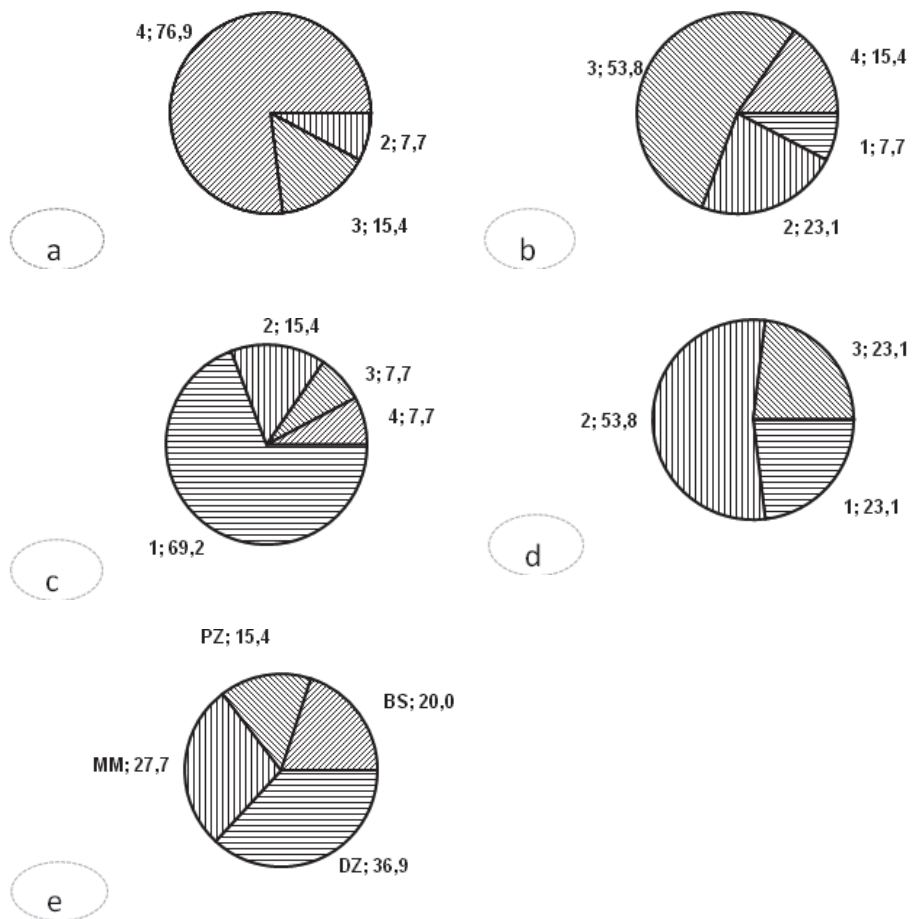 4; 76,9
2; 7,7
3; 15,4
a
3; 53,8
4; 15,4
1; 7,7
2; 23,1
b
2; 15,4
3; 7,7
4; 7,7
1; 69,2
c
3; 23,1
2; 53,8
1; 23,1
d
PZ; 15,4
BS; 20,0
MM; 27,7
DZ; 36,9
e